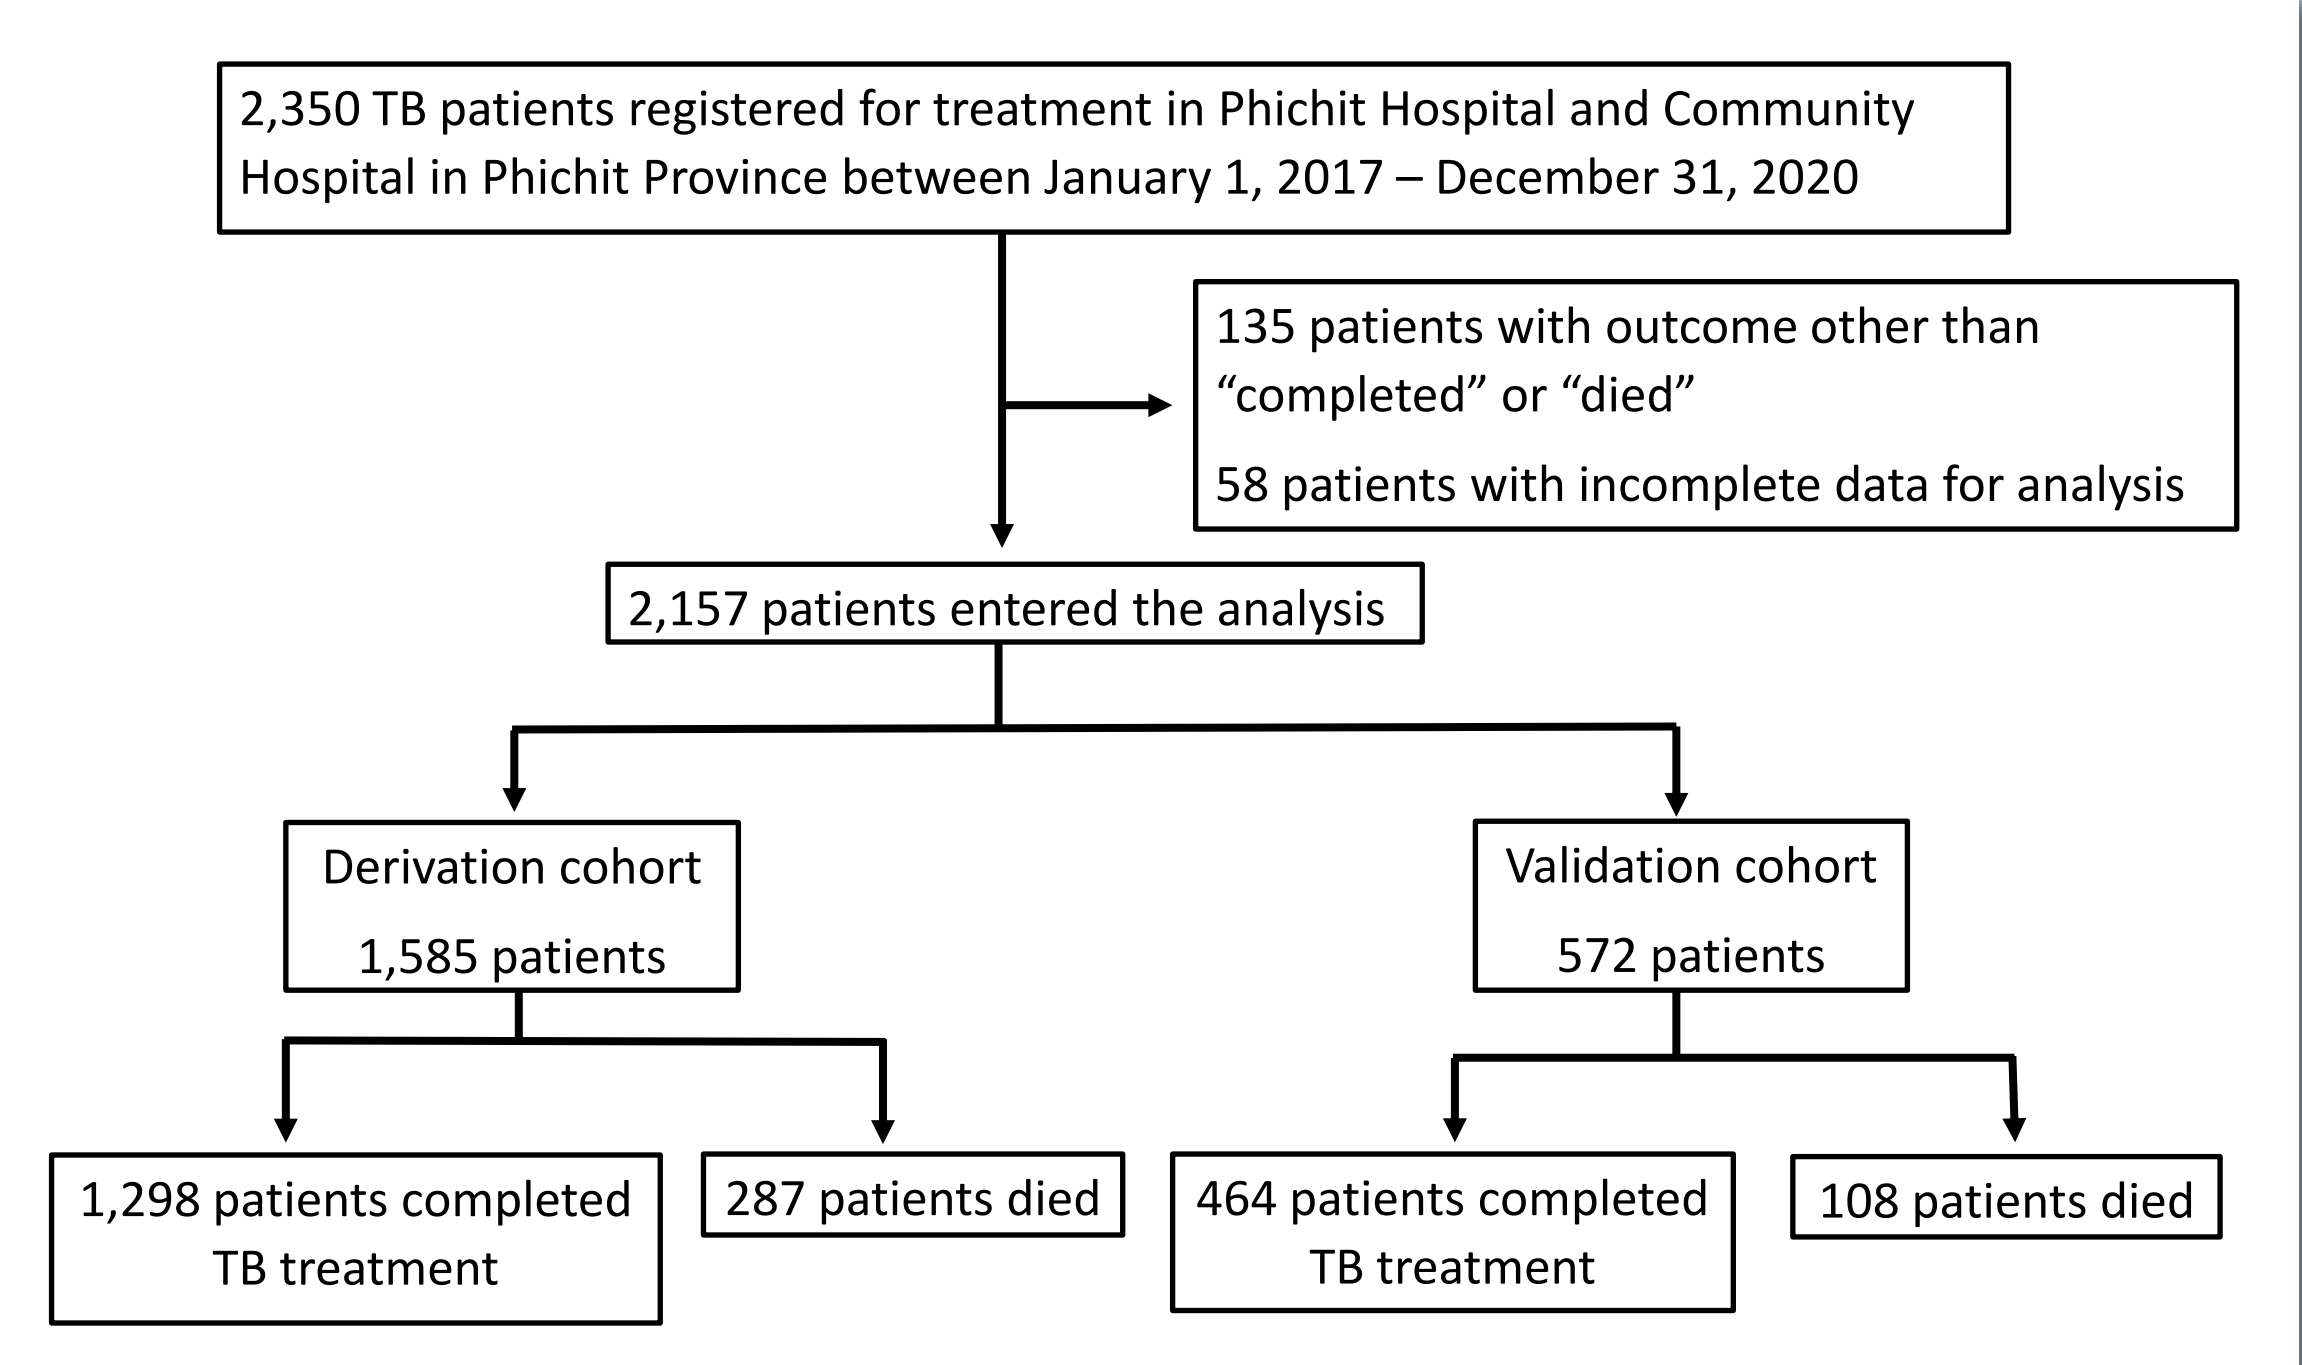 2,350 TB patients registered for treatment in Phichit Hospital and Community
Hospital in Phichit Province between January 1, 2017 – December 31, 2020
135 patients with outcome other than
“completed” or “died”
58 patients with incomplete data for analysis
2,157 patients entered the analysis
Derivation cohort
1,585 patients
Validation cohort
572 patients
1,298 patients completed
TB treatment
287 patients died
464 patients completed
TB treatment
108 patients died